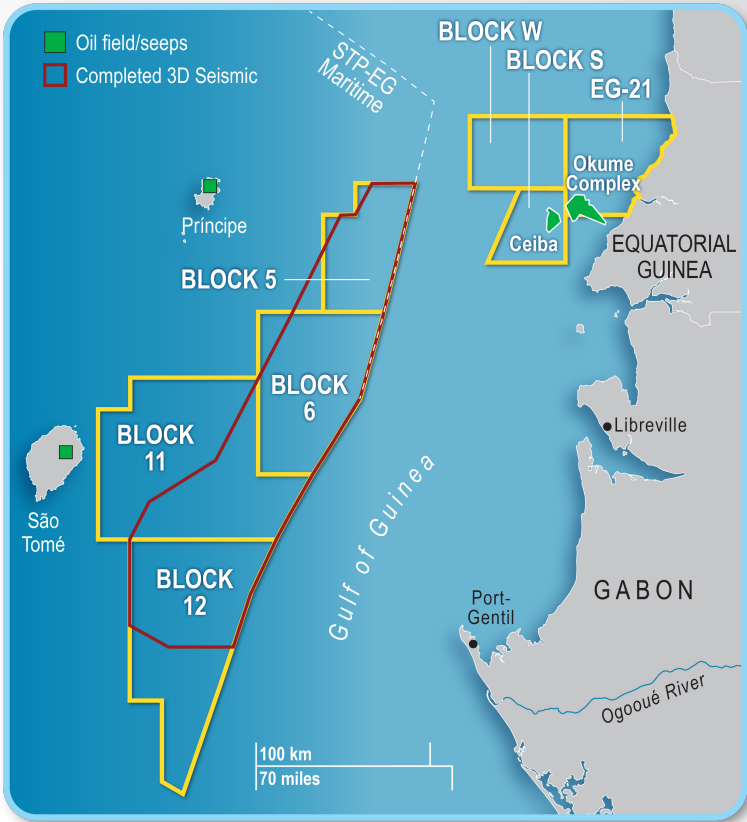 Oil field/seeps
Completed 3D Seismic
STP-EG
Maritime
BLOCK W
BLOCK S
EG-21
Okume
Complex
Ceiba
EQUATORIAL
GUINEA
Príncipe
BLOCK 5
BLOCK
6
BLOCK
11
BLOCK
12
São
Tomé
Libreville
Gulf of Guinea
GABON
Port-
Gentil
Ogooué River
100 km
70 miles